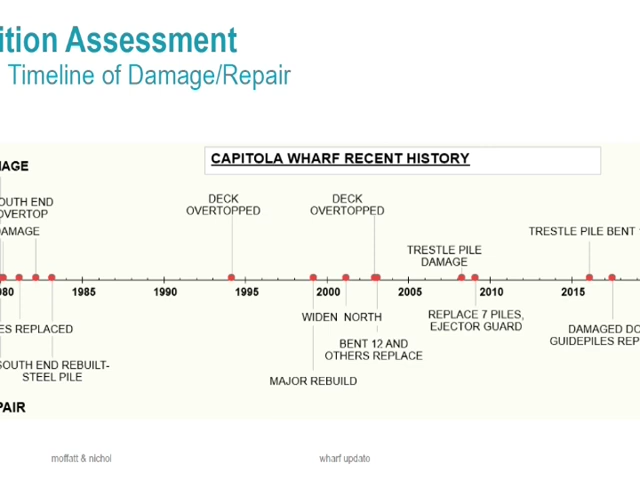 ition Assessment
Timeline of Damage/Repair
CAPITOLA WHARF RECENT HISTORY
MAGE
OUTH END
OVERTOP
DAMAGE
DECK
OVERTOPPED
DECK
OVERTOPPED
TRESTLE PILE
DAMAGE
TRESTLE PILE BENT
80 1985 1990 1995 2000 2005 2010 2015
ES REPLACED
SOUTH END REBUILT-
STEEL PILE
WIDEN NORTH
BENT 12 AND
OTHERS REPLACE
MAJOR REBUILD
REPLACE 7 PILES,
EJECTOR GUARD
DAMAGED DO
GUIDEPILES REP
PAIR
moffatt & nichol
wharf update